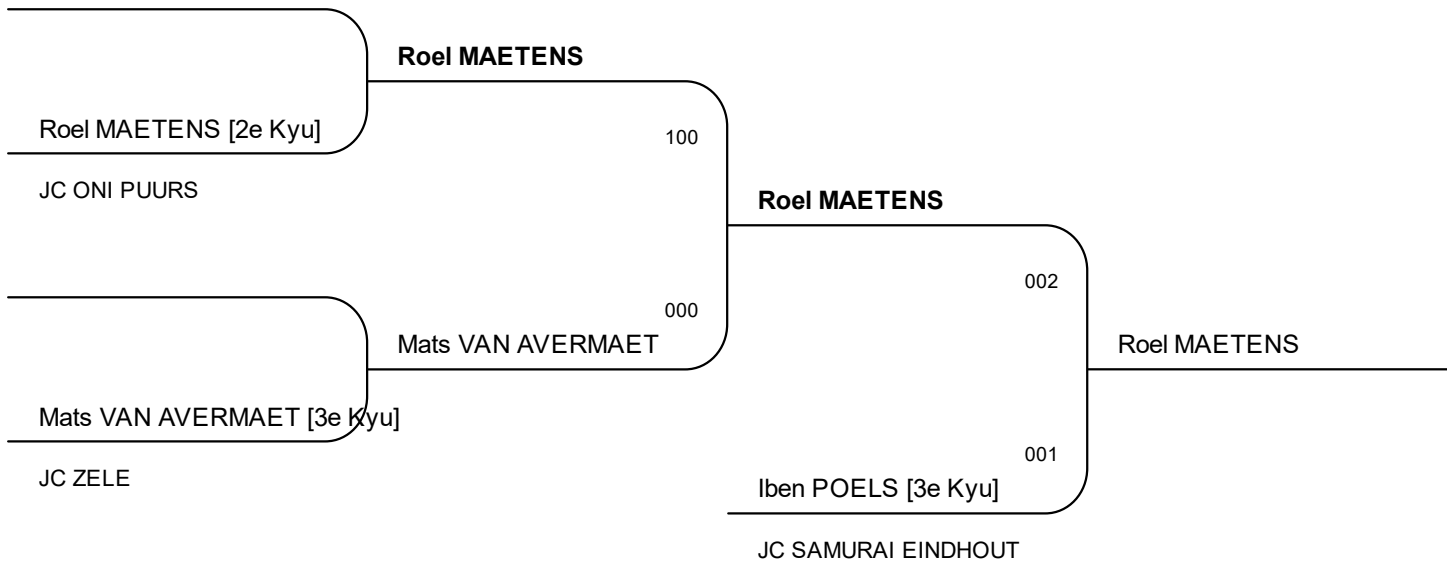 Roel MAETENS
Roel MAETENS [2e Kyu]
100
JC ONI PUURS
Roel MAETENS
002
000
Mats VAN AVERMAET
Roel MAETENS
Mats VAN AVERMAET [3e Kyu]
001
JC ZELE
Iben POELS [3e Kyu]
JC SAMURAI EINDHOUT